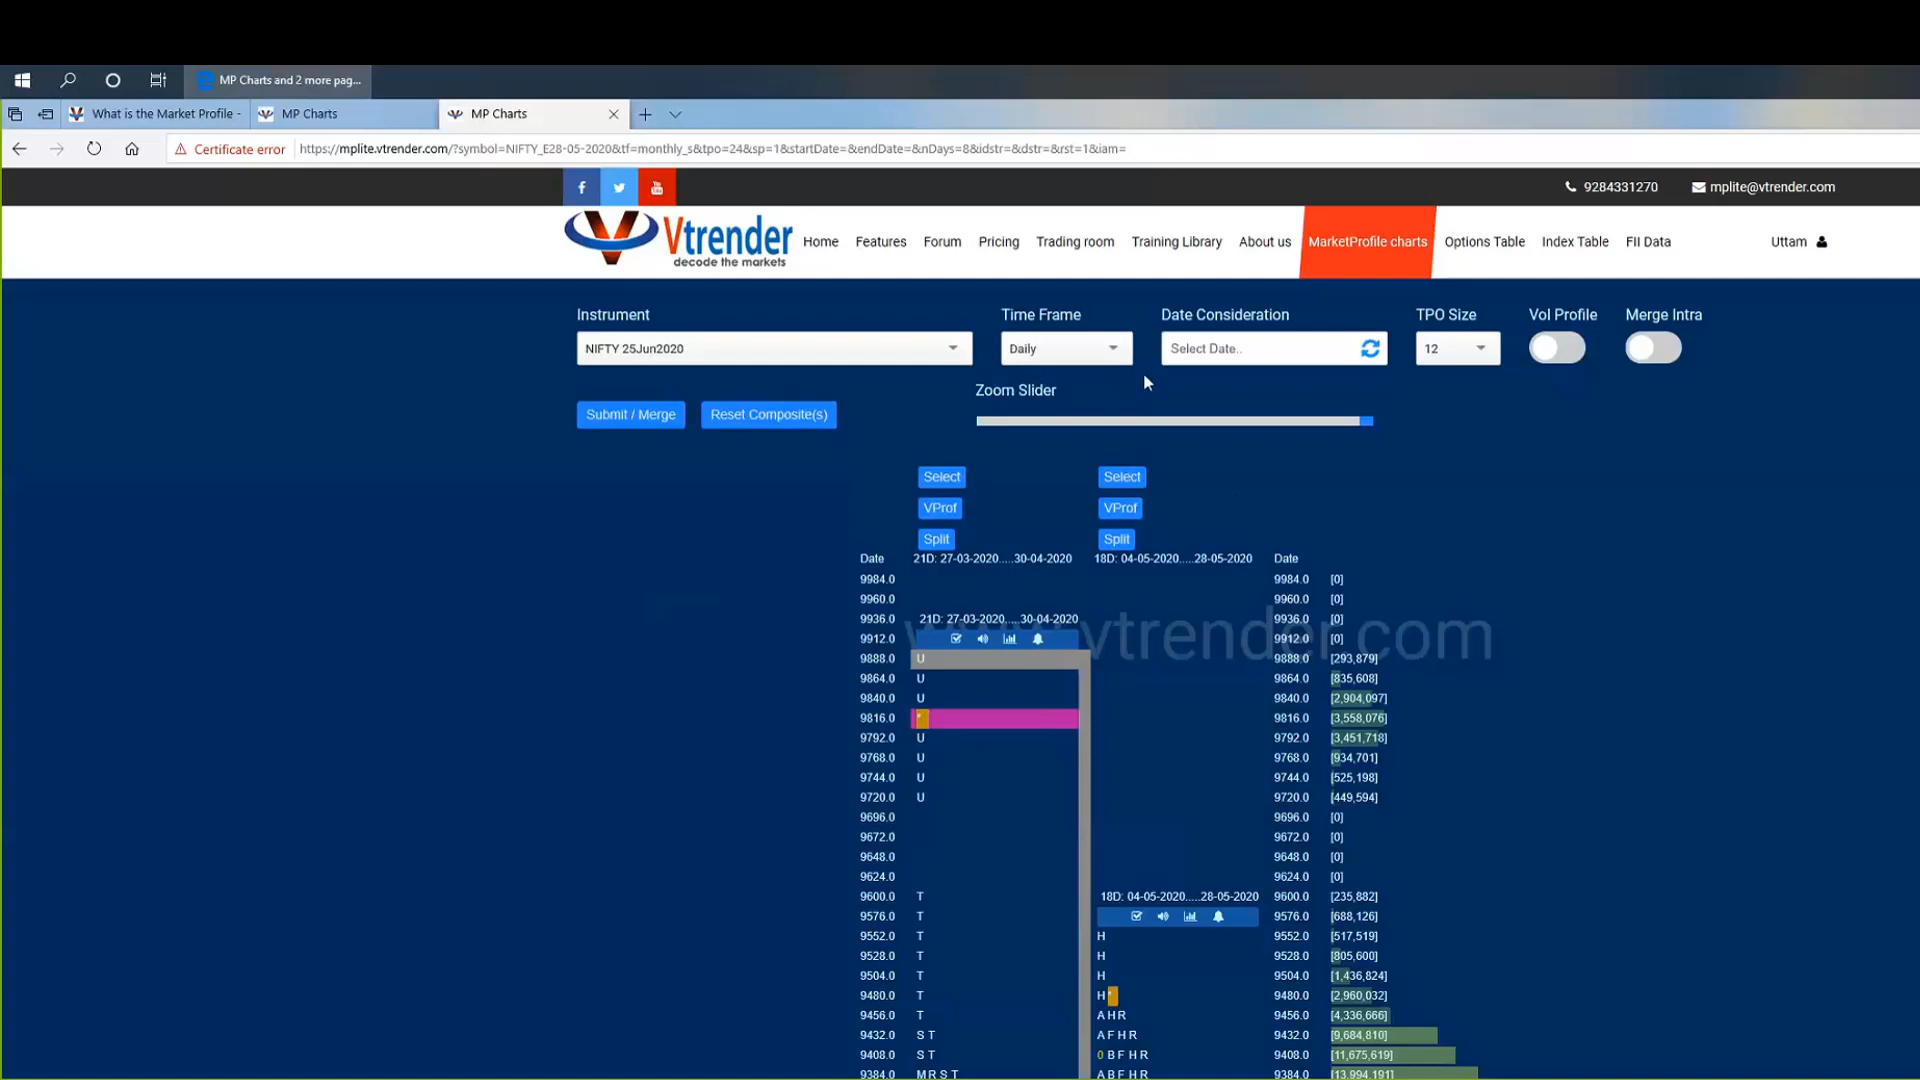 MP Charts and 2 more pag...
What is the Market Profile -
MP Charts
MP Charts
Certificate error
https://mplite.vtrender.com/?symbol=NIFTY_E28-05-2020&tf=monthly_s&tpo=24&sp=1&startDate=&endDate=&nDays=8&idstr=&dstr=&rst=1&iam=
9284331270 mplite@vtrender.com
Vtrender
decode the markets
Home Features Forum Pricing Trading room Training Library About us MarketProfile charts Options Table Index Table FII Data Uttam
Instrument Time Frame Date Consideration TPO Size Vol Profile Merge Intra
NIFTY 25Jun2020 Daily Select Date.. 12
Zoom Slider
Submit / Merge Reset Composite(s)
Select Select
VProf VProf
Split Split
Date 21D: 27-03-2020.....30-04-2020 18D: 04-05-2020.....28-05-2020 Date
9984.0 9984.0 [0]
9960.0 9960.0 [0]
9936.0 21D: 27-03-2020.....30-04-2020 9936.0 [0]
www.vtrender.com
9912.0 9912.0 [0]
9888.0 U 9888.0 [293,879]
9864.0 U 9864.0 [835,608]
9840.0 U 9840.0 [2,904,097]
9816.0 * 9816.0 [3,558,076]
9792.0 U 9792.0 [3,451,718]
9768.0 U 9768.0 [934,701]
9744.0 U 9744.0 [525,198]
9720.0 U 9720.0 [449,594]
9696.0 9696.0 [0]
9672.0 9672.0 [0]
9648.0 9648.0 [0]
9624.0 9624.0 [0]
9600.0 T 18D: 04-05-2020.....28-05-2020 9600.0 [235,882]
9576.0 T 9576.0 [688,126]
9552.0 T H 9552.0 [517,519]
9528.0 T H 9528.0 [805,600]
9504.0 T H 9504.0 [1,436,824]
9480.0 T H * 9480.0 [2,960,032]
9456.0 T A H R 9456.0 [4,336,666]
9432.0 S T A F H R 9432.0 [9,684,810]
9408.0 S T 0 B F H R 9408.0 [11,675,619]
9384.0 M R S T A B F H R 9384.0 [13,994,191]